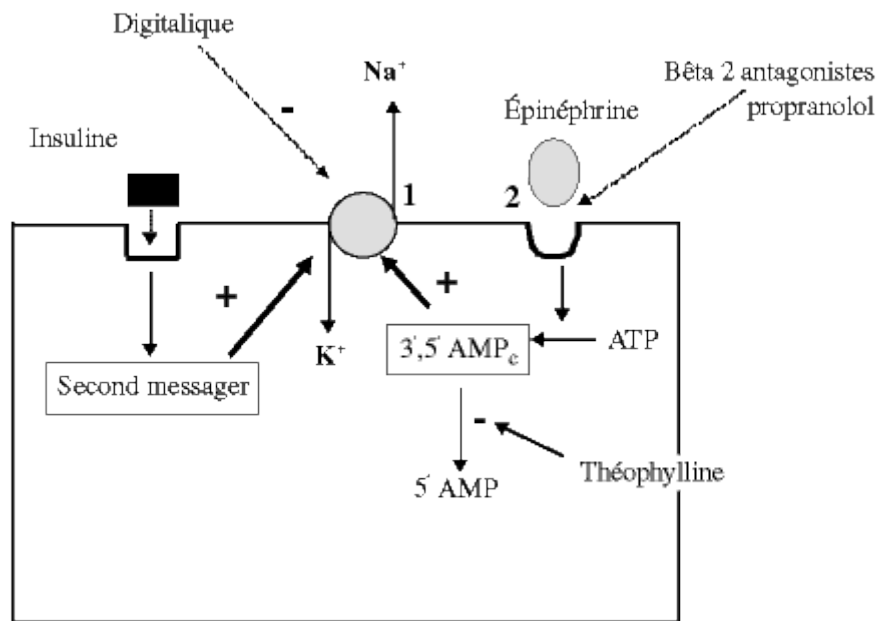 Digitalique
Na⁺
-
Bêta 2 antagonistes
propranolol
Épinéphrine
Insuline
1
2
+
+
K⁺
3',5' AMPc
ATP
Second messager
-
Théophylline
5' AMP